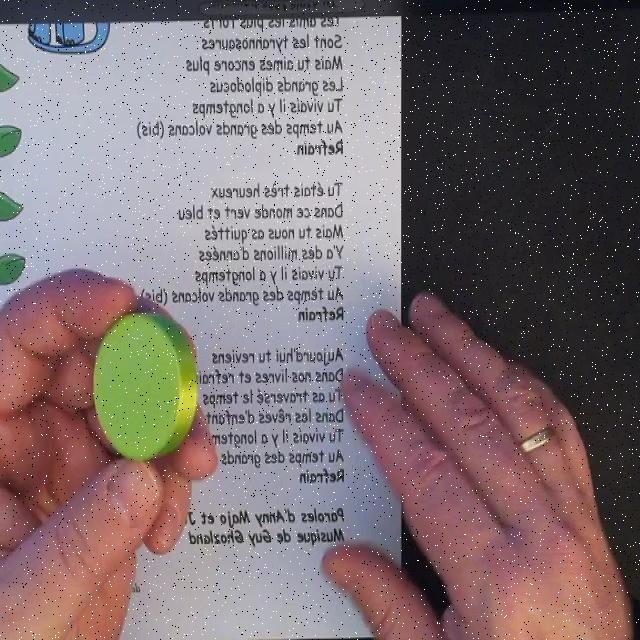 Les amis les plus forts
Sont les tyrannosaures
Mais tu aimes encore plus
Les grands diplodocus
Tu vivais il y a longtemps
Au temps des grands volcans (bis)
Refrain
Tu étais très heureux
Dans ce monde vert et bleu
Mais tu nous as quittés
Y'a des millions d'années
Tu vivais il y a longtemps
Au temps des grands volcans (bis)
Refrain
Aujourd'hui tu reviens
Dans nos livres et refrai
Tu as traversé le temps
Dans les rêves d'enfant
Tu vivais il y a longtem
Au temps des grands
Refrain
Paroles d'Anny Majo et J
Musique de Guy Ghozland